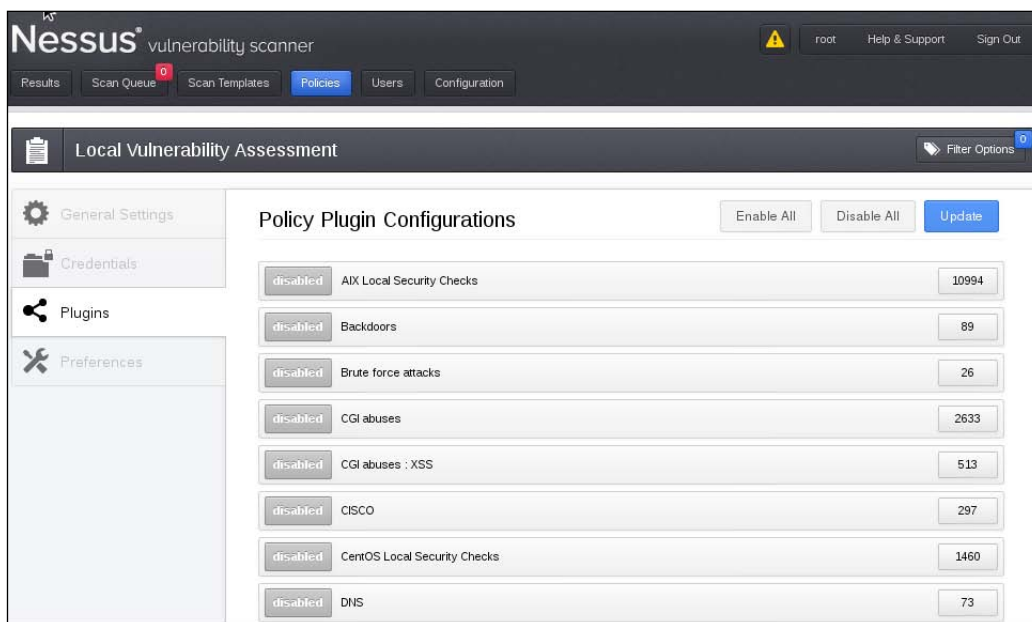 Nessus® vulnerability scanner
root Help & Support Sign Out
Results Scan Queue 0 Scan Templates Policies Users Configuration
Local Vulnerability Assessment
Filter Options 0
General Settings
Credentials
Plugins
Preferences
Policy Plugin Configurations
Enable All Disable All Update
disabled AIX Local Security Checks 10994
disabled Backdoors 89
disabled Brute force attacks 26
disabled CGI abuses 2633
disabled CGI abuses : XSS 513
disabled CISCO 297
disabled CentOS Local Security Checks 1460
disabled DNS 73